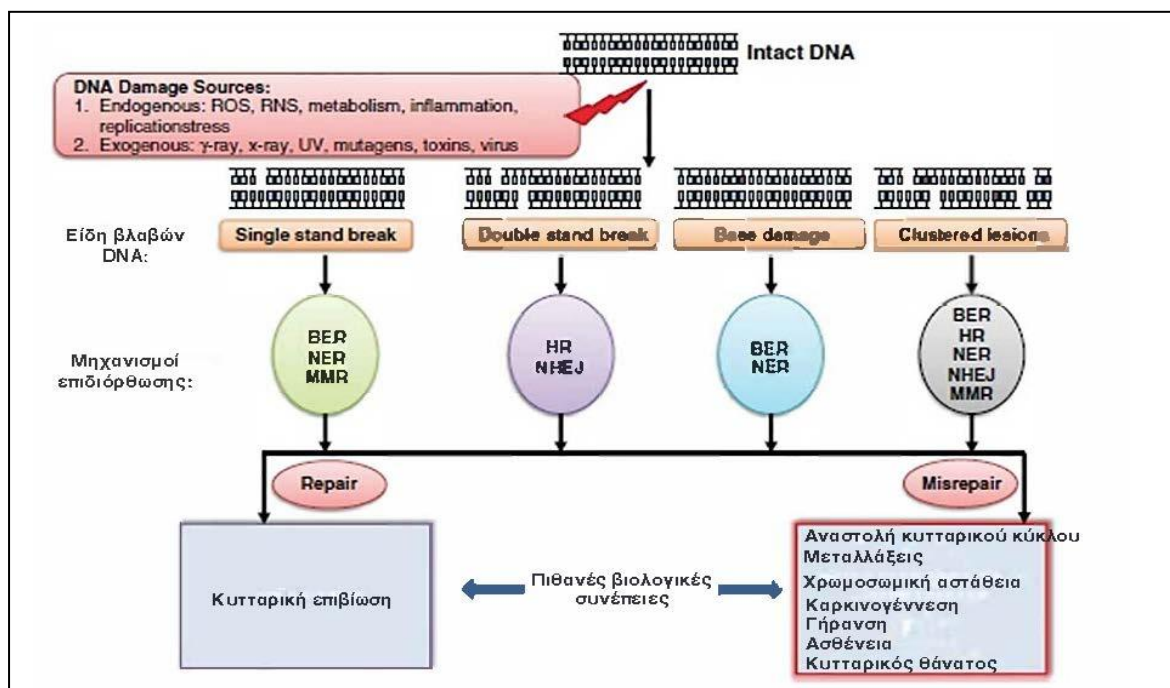 Intact DNA
DNA Damage Sources:
1. Endogenous: ROS, RNS, metabolism, inflammation,
replicationstress
2. Exogenous: γ-ray, x-ray, UV, mutagens, toxins, virus
Είδη βλαβών
DNA:
Single stand break
Double stand break
Base damage
Clustered lesions
Μηχανισμοί
επιδιόρθωσης:
BER
NER
MMR
HR
NHEJ
BER
NER
BER
HR
NER
NHEJ
MMR
Repair
Misrepair
Κυτταρική επιβίωση
Πιθανές βιολογικές
συνέπειες
Αναστολή κυτταρικού κύκλου
Μεταλλάξεις
Χρωμοσωμική αστάθεια
Καρκινογέννεση
Γήρανση
Ασθένεια
Κυτταρικός θάνατος